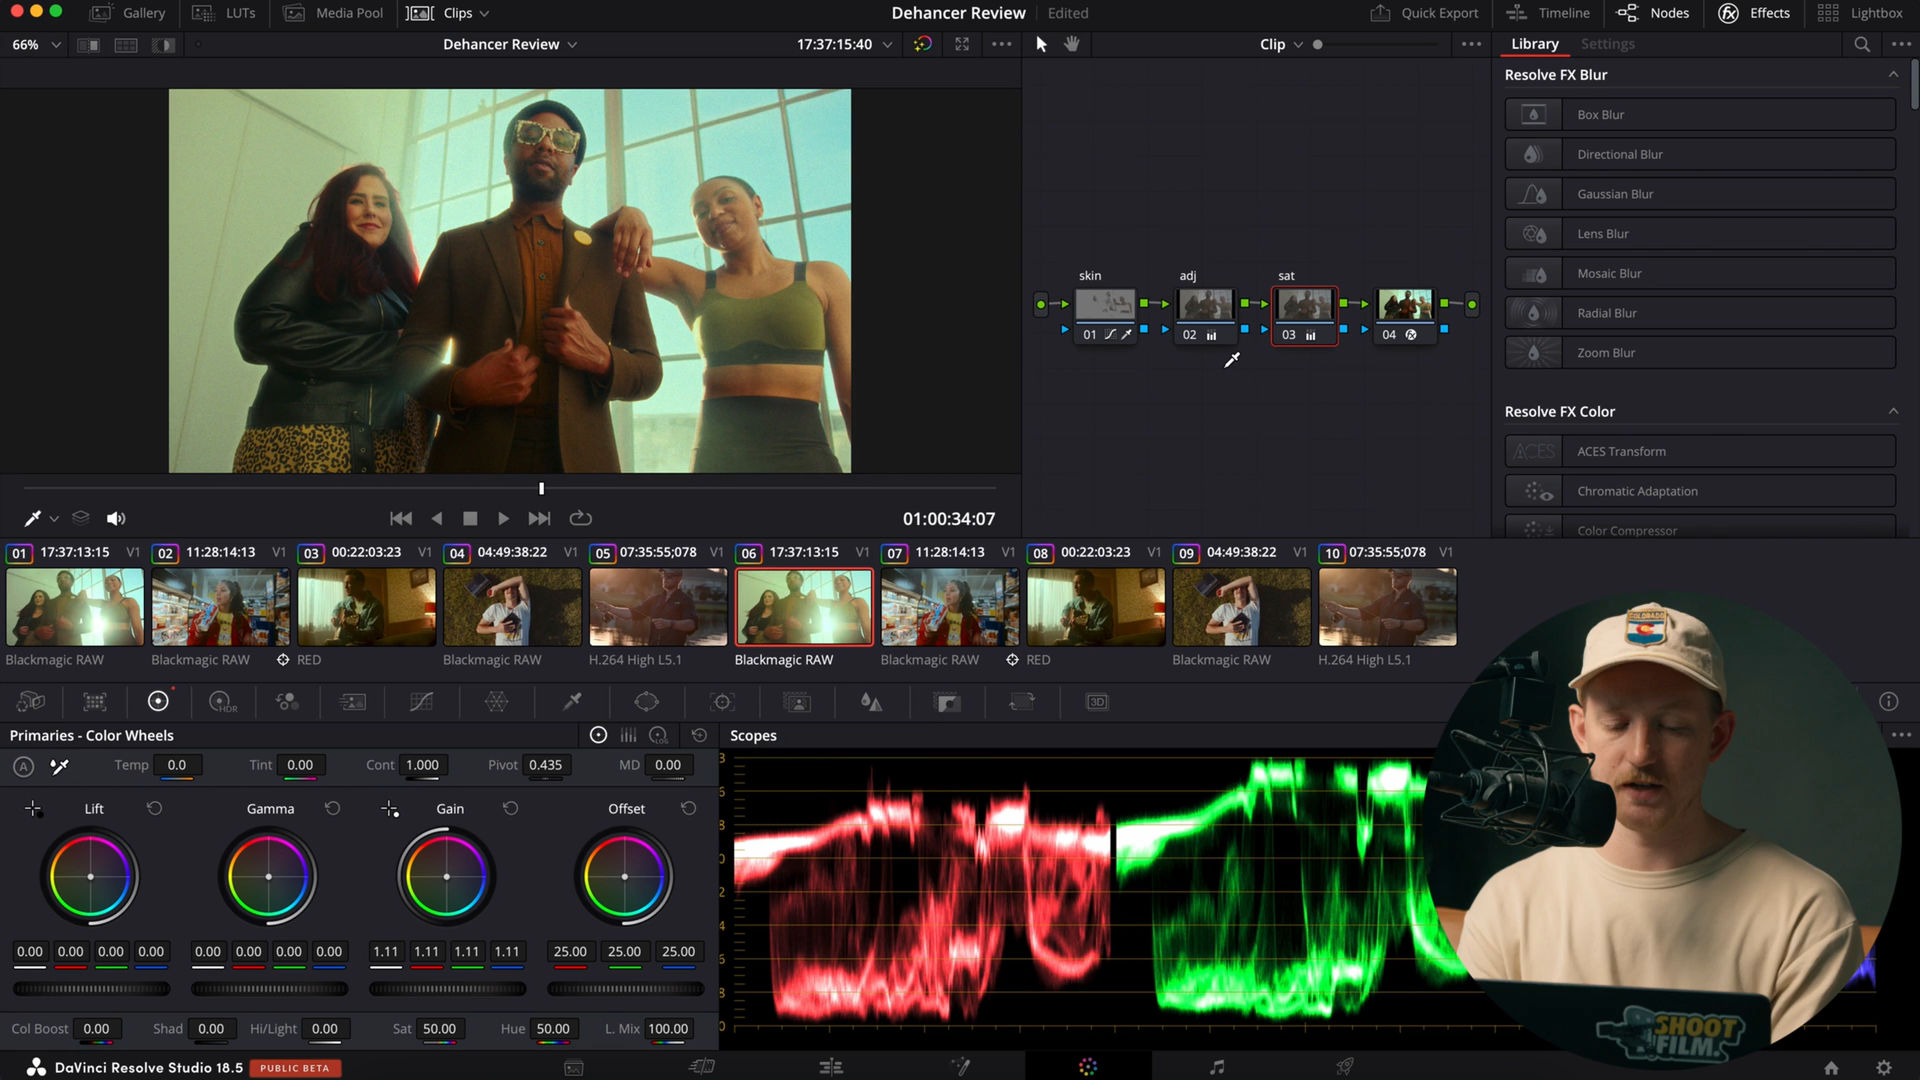 Gallery LUTs Media Pool Clips Dehancer Review Edited Quick Export Timeline Nodes Effects Lightbox
66% Dehancer Review 17:37:15:40 Clip Library Settings
Resolve FX Blur
Box Blur
Directional Blur
Gaussian Blur
Lens Blur
Mosaic Blur
Radial Blur
Zoom Blur
Resolve FX Color
ACES ACES Transform
Chromatic Adaptation
Color Compressor
skin adj sat
01 02 03 04
01:00:34:07
01 17:37:13:15 V1 02 11:28:14:13 V1 03 00:22:03:23 V1 04 04:49:38:22 V1 05 07:35:55;078 V1 06 17:37:13:15 V1 07 11:28:14:13 V1 08 00:22:03:23 V1 09 04:49:38:22 V1 10 07:35:55;078 V1
Blackmagic RAW Blackmagic RAW RED Blackmagic RAW H.264 High L5.1 Blackmagic RAW Blackmagic RAW RED Blackmagic RAW H.264 High L5.1
HDR 3D
Primaries - Color Wheels LOG Scopes
A Temp 0.0 Tint 0.00 Cont 1.000 Pivot 0.435 MD 0.00
Lift Gamma Gain Offset
0.00 0.00 0.00 0.00 0.00 0.00 0.00 0.00 1.11 1.11 1.11 1.11 25.00 25.00 25.00
Col Boost 0.00 Shad 0.00 Hi/Light 0.00 Sat 50.00 Hue 50.00 L. Mix 100.00
DaVinci Resolve Studio 18.5 PUBLIC BETA
COLORADO
SHOOT
FILM.